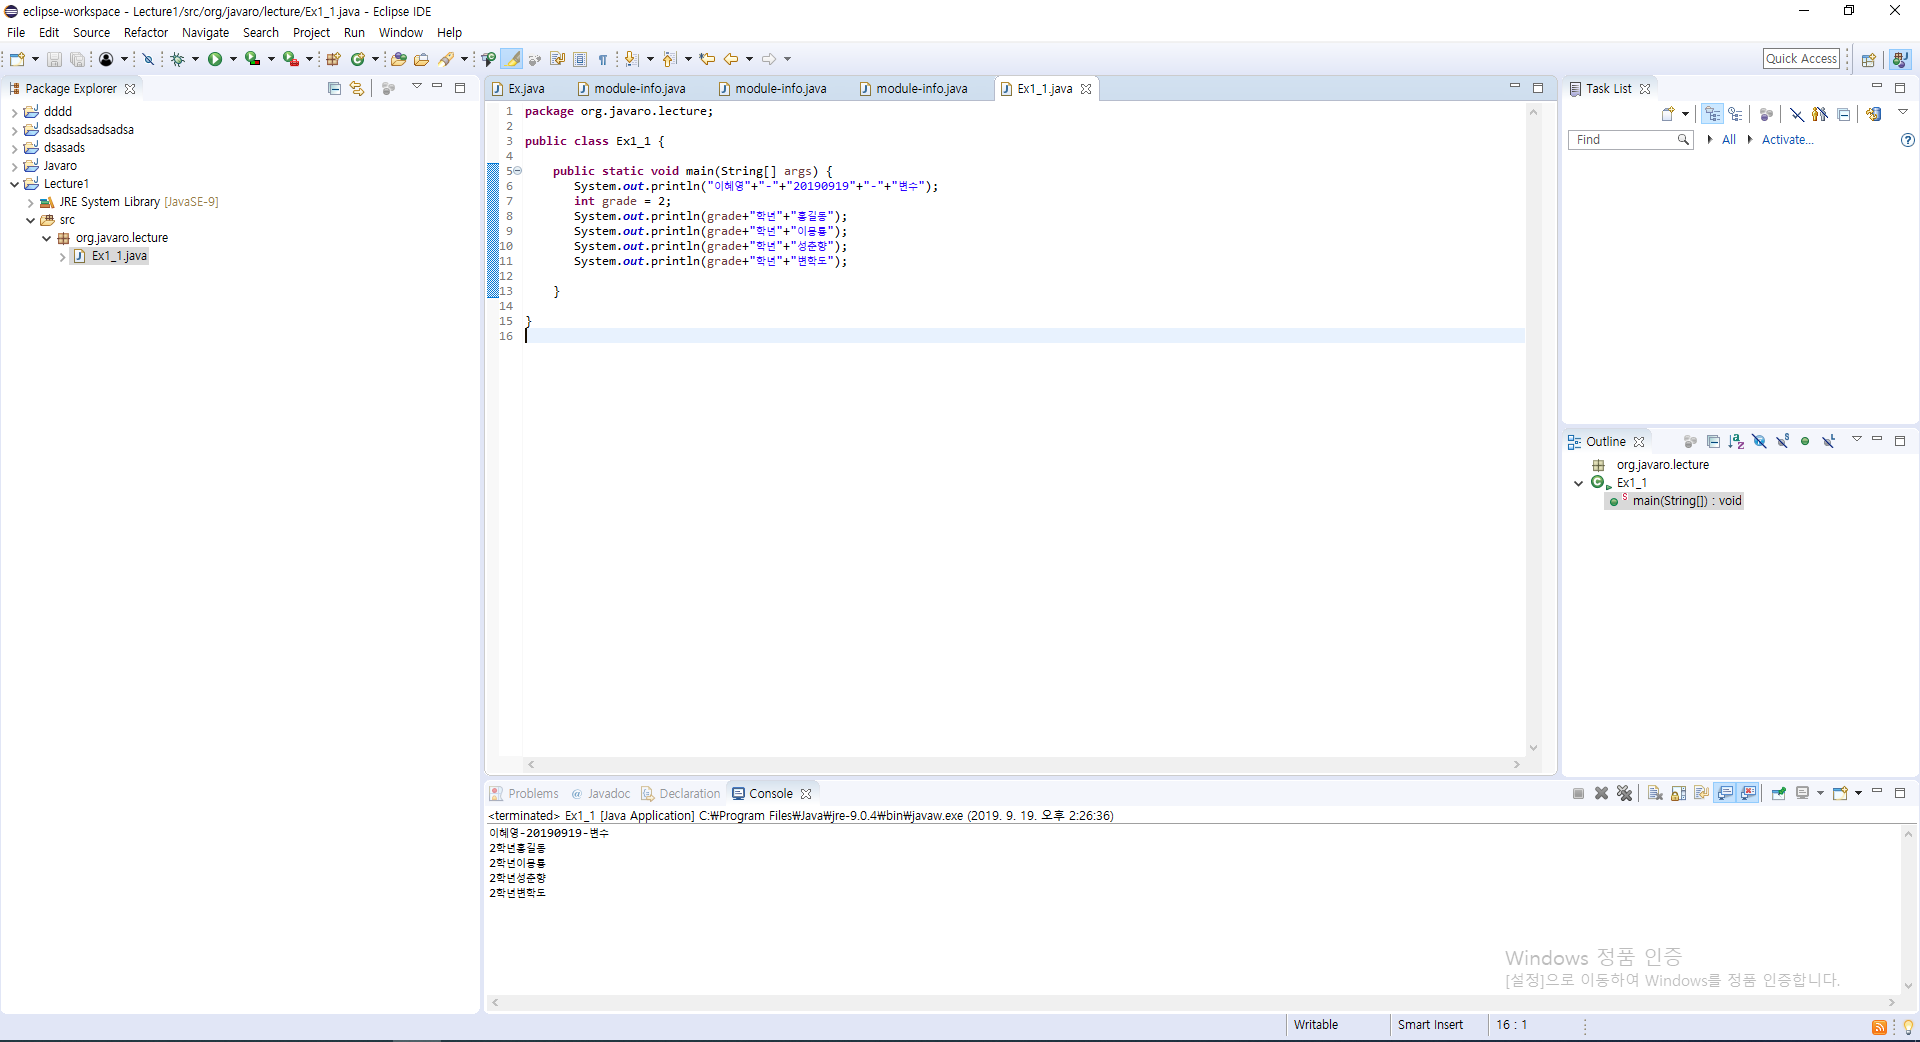 eclipse-workspace - Lecture1/src/org/javaro/lecture/Ex1_1.java - Eclipse IDE
File Edit Source Refactor Navigate Search Project Run Window Help
Quick Access
Package Explorer
dddd
dsadsadsadsadsa
dsasads
Javaro
Lecture1
JRE System Library [JavaSE-9]
src
org.javaro.lecture
Ex1_1.java
Ex.java module-info.java module-info.java module-info.java Ex1_1.java
1 package org.javaro.lecture;
2
3 public class Ex1_1 {
4
5 public static void main(String[] args) {
6 System.out.println("이혜영"+"-"+"20190919"+"-"+"변수");
7 int grade = 2;
8 System.out.println(grade+"학년"+"홍길동");
9 System.out.println(grade+"학년"+"이몽룡");
10 System.out.println(grade+"학년"+"성춘향");
11 System.out.println(grade+"학년"+"변학도");
12
13 }
14
15 }
16
Task List
Find All Activate...
Outline
org.javaro.lecture
Ex1_1
main(String[]) : void
Problems @ Javadoc Declaration Console
<terminated> Ex1_1 [Java Application] C:₩Program Files₩Java₩jre-9.0.4₩bin₩javaw.exe (2019. 9. 19. 오후 2:26:36)
이혜영-20190919-변수
2학년홍길동
2학년이몽룡
2학년성춘향
2학년변학도
Windows 정품 인증
[설정]으로 이동하여 Windows를 정품 인증합니다.
Writable Smart Insert 16 : 1